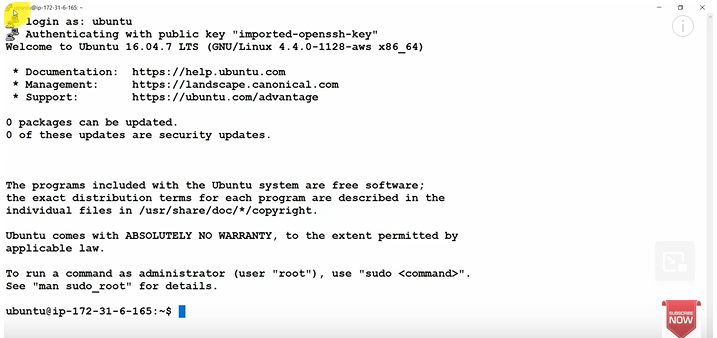 ubuntu@ip-172-31-6-165: ~
login as: ubuntu
Authenticating with public key "imported-openssh-key"
Welcome to Ubuntu 16.04.7 LTS (GNU/Linux 4.4.0-1128-aws x86_64)
* Documentation: https://help.ubuntu.com
* Management: https://landscape.canonical.com
* Support: https://ubuntu.com/advantage
0 packages can be updated.
0 of these updates are security updates.
The programs included with the Ubuntu system are free software;
the exact distribution terms for each program are described in the
individual files in /usr/share/doc/*/copyright.
Ubuntu comes with ABSOLUTELY NO WARRANTY, to the extent permitted by
applicable law.
To run a command as administrator (user "root"), use "sudo <command>".
See "man sudo_root" for details.
ubuntu@ip-172-31-6-165:~$
SUBSCRIBE
NOW